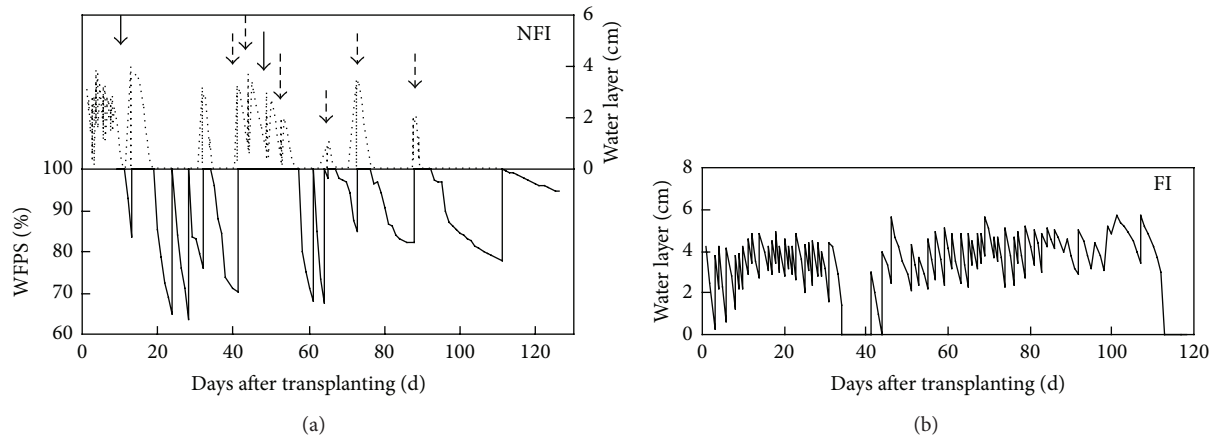 NFI
6
4
2
0
Water layer (cm)
100
90
80
70
60
WFPS (%)
0 20 40 60 80 100 120
Days after transplanting (d)
(a)
FI
8
6
4
2
0
Water layer (cm)
0 20 40 60 80 100 120
Days after transplanting (d)
(b)